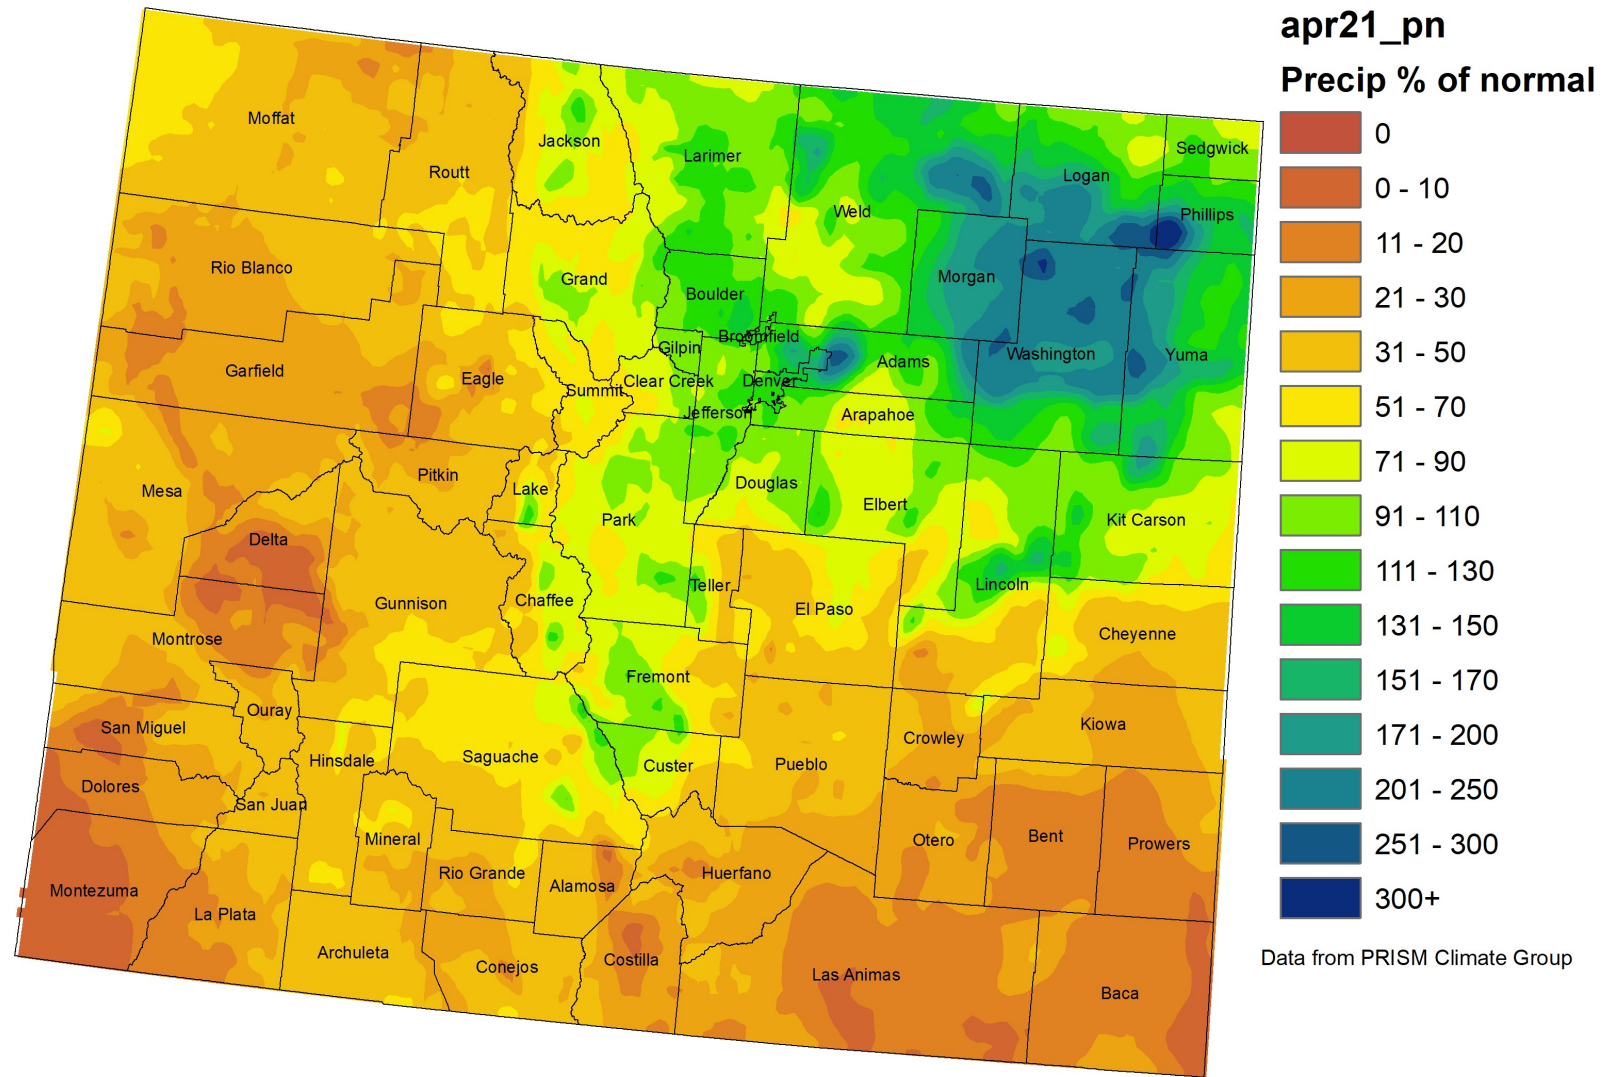 apr21_pn
Precip % of normal
0
0 - 10
11 - 20
21 - 30
31 - 50
51 - 70
71 - 90
91 - 110
111 - 130
131 - 150
151 - 170
171 - 200
201 - 250
251 - 300
300+
Data from PRISM Climate Group
Moffat
Routt
Jackson
Larimer
Weld
Logan
Sedgwick
Phillips
Rio Blanco
Grand
Boulder
Morgan
Broomfield
Gilpin
Washington
Yuma
Garfield
Eagle
Summit
Clear Creek
Denver
Adams
Jefferson
Arapahoe
Mesa
Pitkin
Lake
Park
Douglas
Elbert
Kit Carson
Delta
Gunnison
Chaffee
Teller
El Paso
Lincoln
Montrose
Cheyenne
Fremont
Ouray
San Miguel
Hinsdale
Saguache
Custer
Pueblo
Crowley
Kiowa
Dolores
San Juan
Mineral
Rio Grande
Alamosa
Huerfano
Otero
Bent
Prowers
Montezuma
La Plata
Archuleta
Conejos
Costilla
Las Animas
Baca